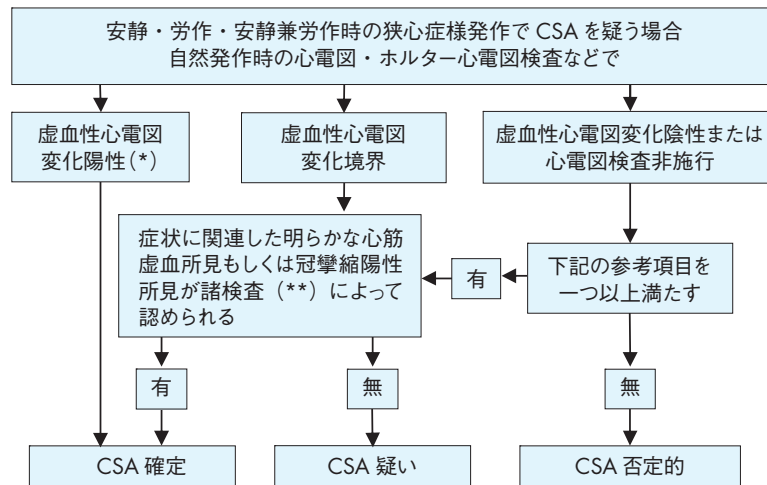 安静・労作・安静兼労作時の狭心症様発作で CSA を疑う場合
自然発作時の心電図・ホルター心電図検査などで
虚血性心電図
変化陽性(*)
虚血性心電図
変化境界
虚血性心電図変化陰性または
心電図検査非施行
症状に関連した明らかな心筋
虚血所見もしくは冠攣縮陽性
所見が諸検査（**）によって
認められる
有
下記の参考項目を
一つ以上満たす
有
無
無
CSA 確定
CSA 疑い
CSA 否定的